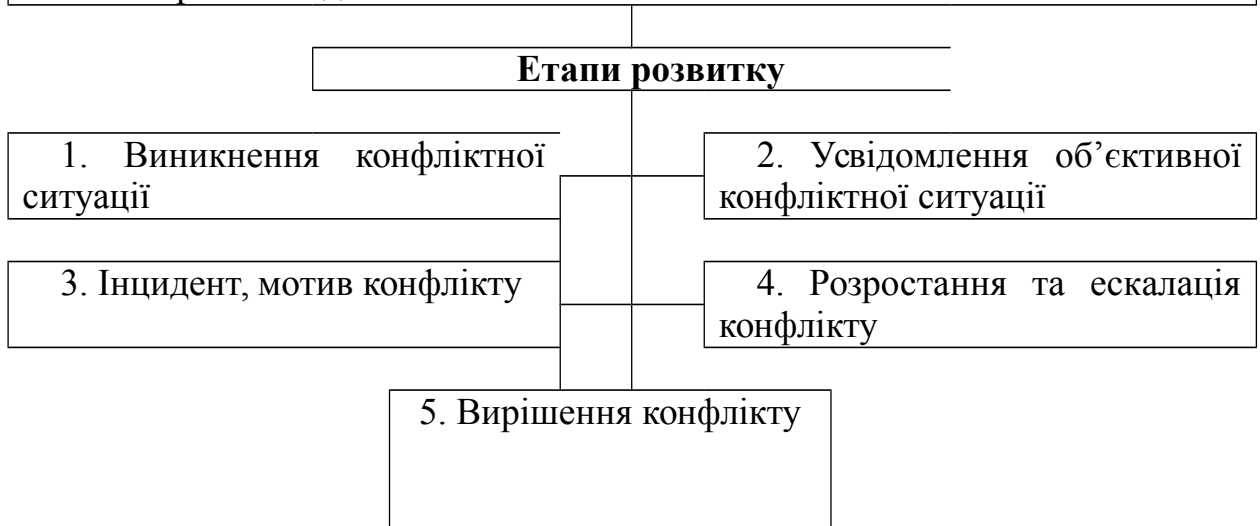 Етапи розвитку
1. Виникнення конфліктної
ситуації
2. Усвідомлення об’єктивної
конфліктної ситуації
3. Інцидент, мотив конфлікту
4. Розростання та ескалація
конфлікту
5. Вирішення конфлікту